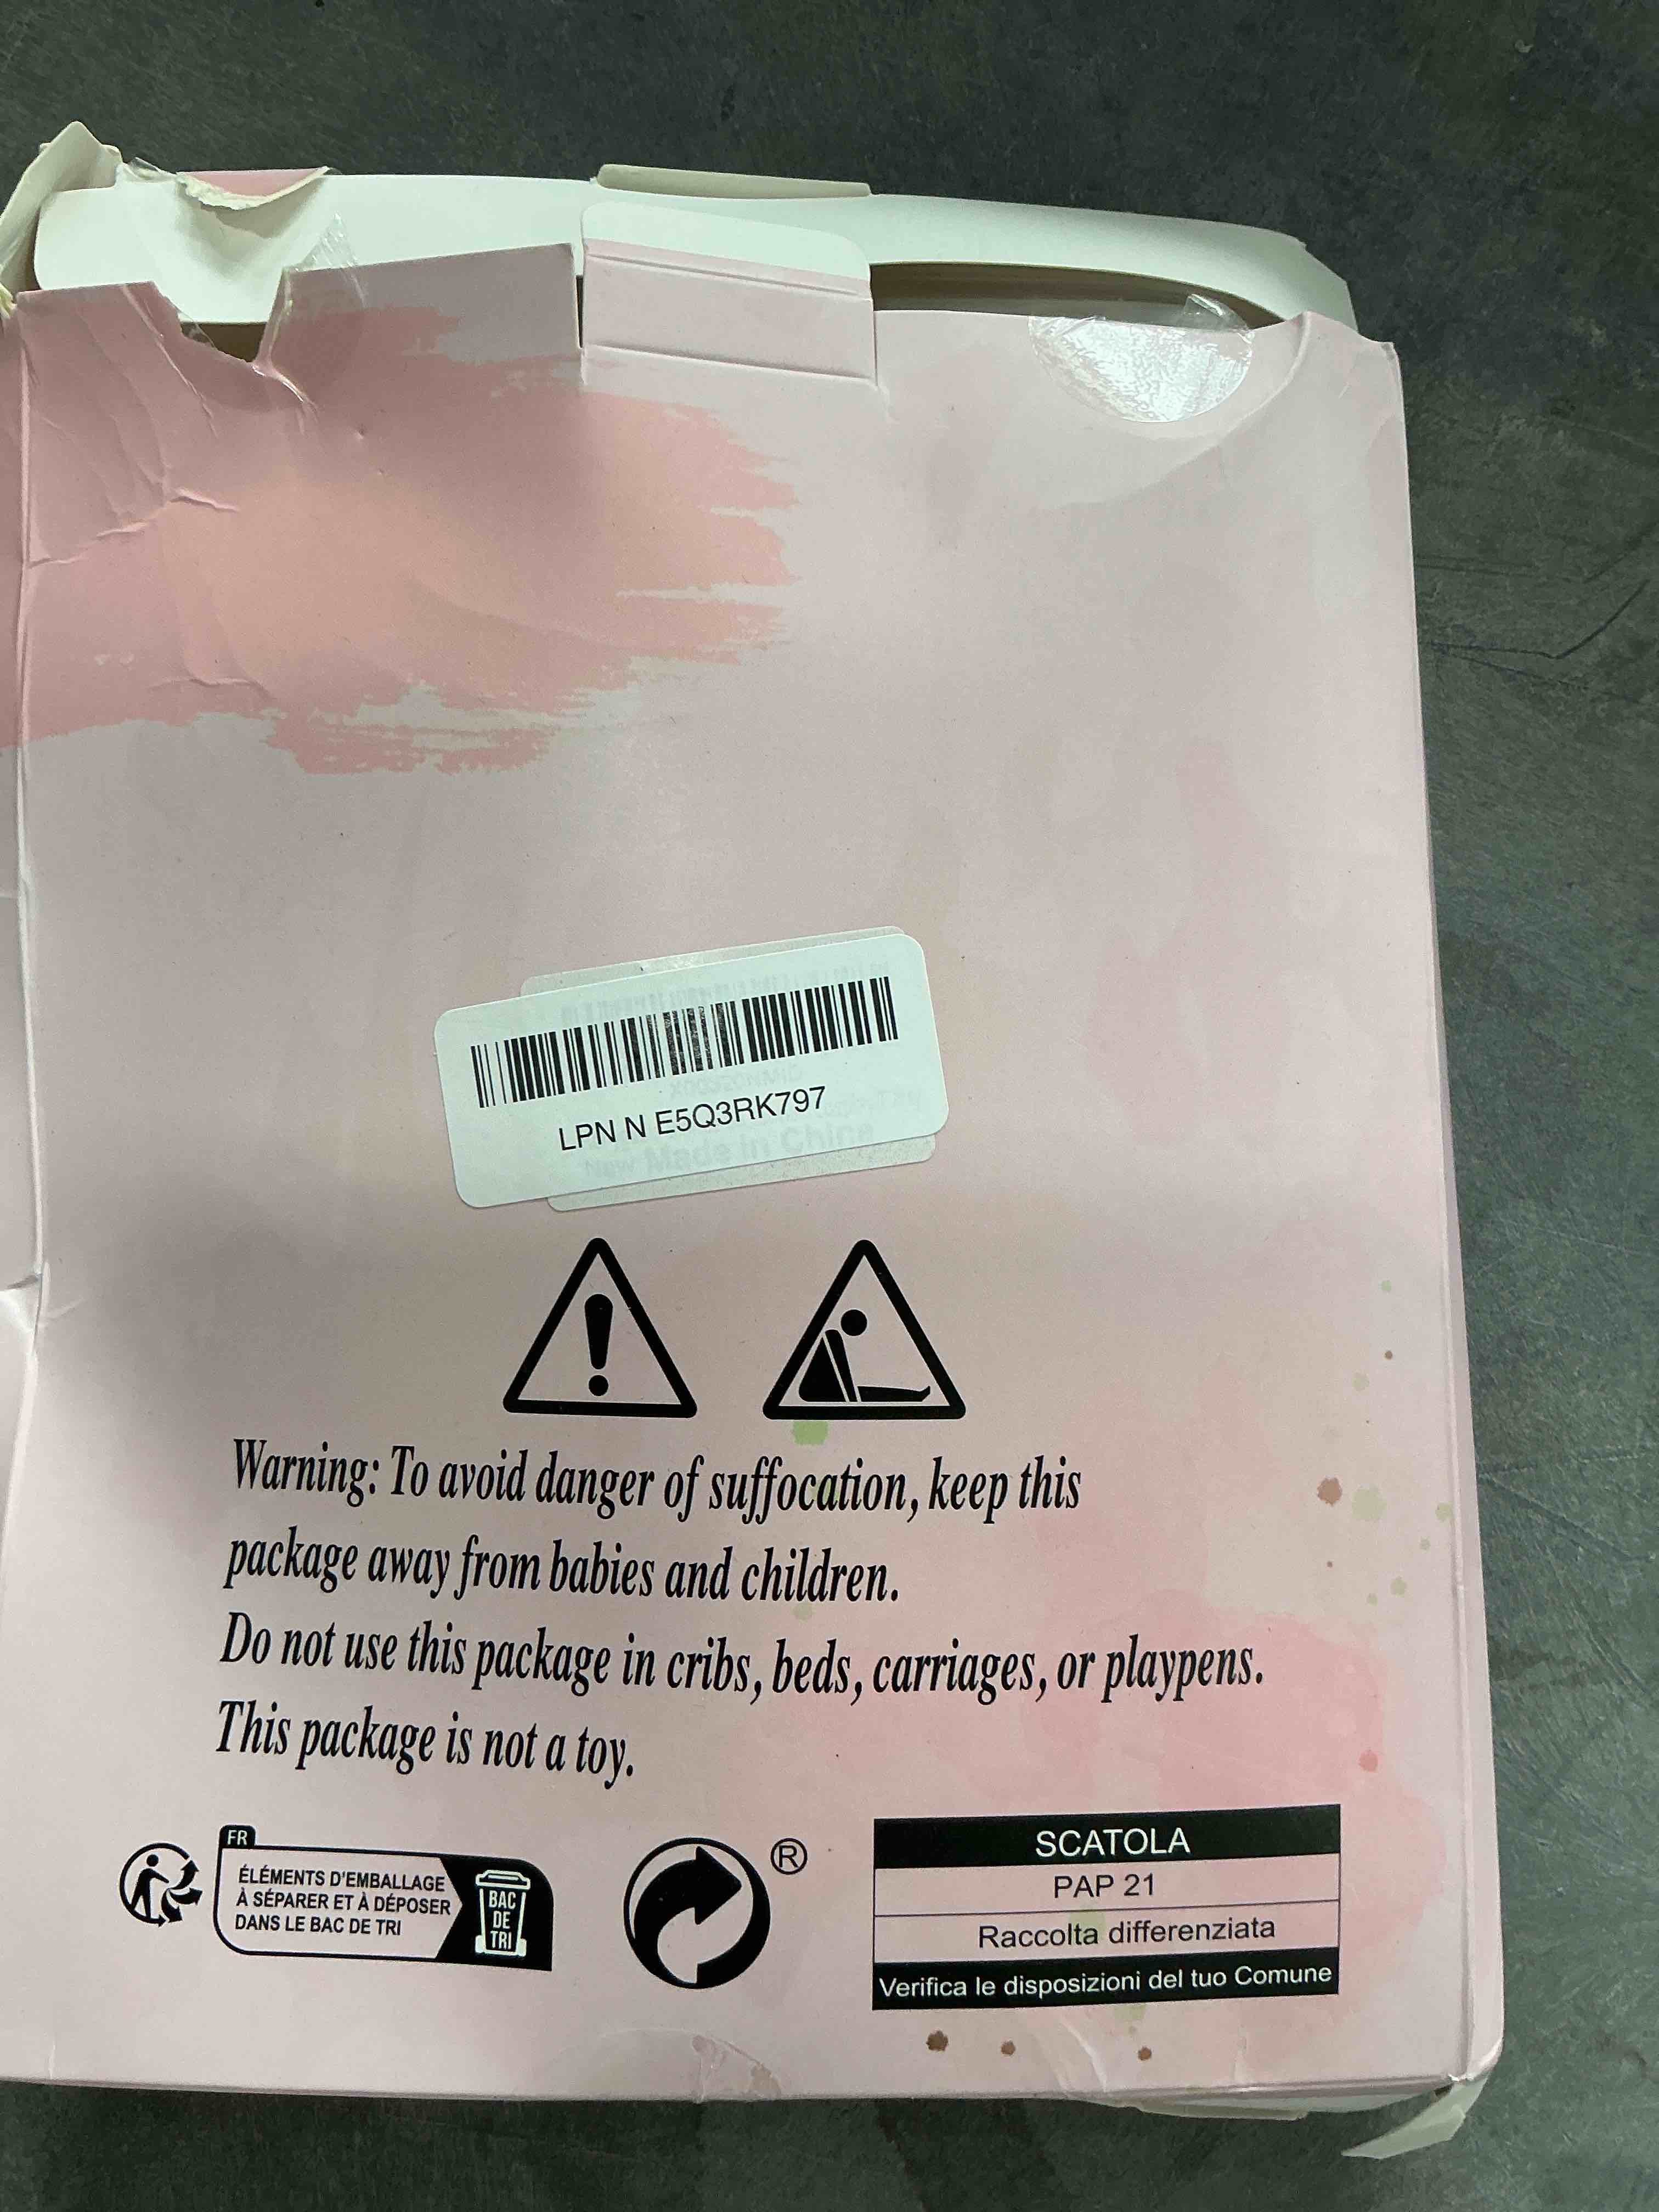 LPN N E5Q3RK797
New Made in China
Warning: To avoid danger of suffocation, keep this
package away from babies and children.
Do not use this package in cribs, beds, carriages, or playpens.
This package is not a toy.
FR
ÉLÉMENTS D'EMBALLAGE
À SÉPARER ET À DÉPOSER
DANS LE BAC DE TRI
BAC
DE
TRI
®
SCATOLA
PAP 21
Raccolta differenziata
Verifica le disposizioni del tuo Comune